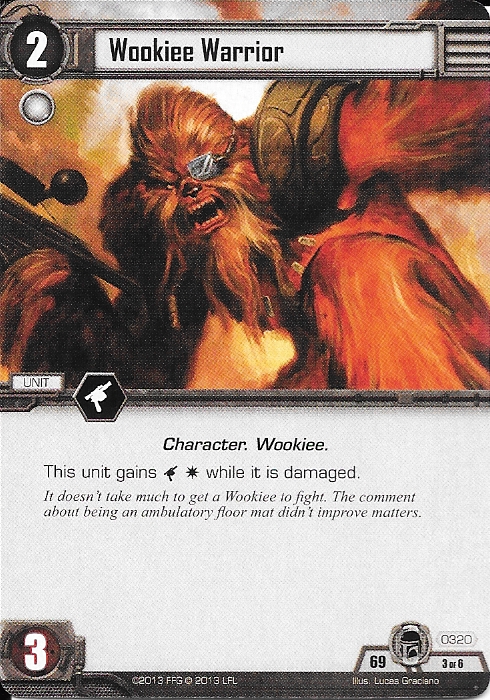 2
Wookiee Warrior
UNIT
Character. Wookiee.
This unit gains while it is damaged.
It doesn't take much to get a Wookiee to fight. The comment
about being an ambulatory floor mat didn't improve matters.
3
0320
69
3 OF 6
Illus. Lucas Graciano
©2013 FFG © 2013 LFL